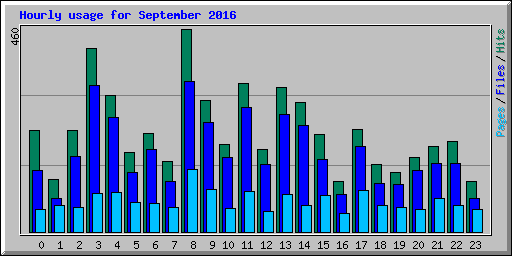 Hourly usage for September 2016
460
Pages/Files/Hits
0 1 2 3 4 5 6 7 8 9 10 11 12 13 14 15 16 17 18 19 20 21 22 23